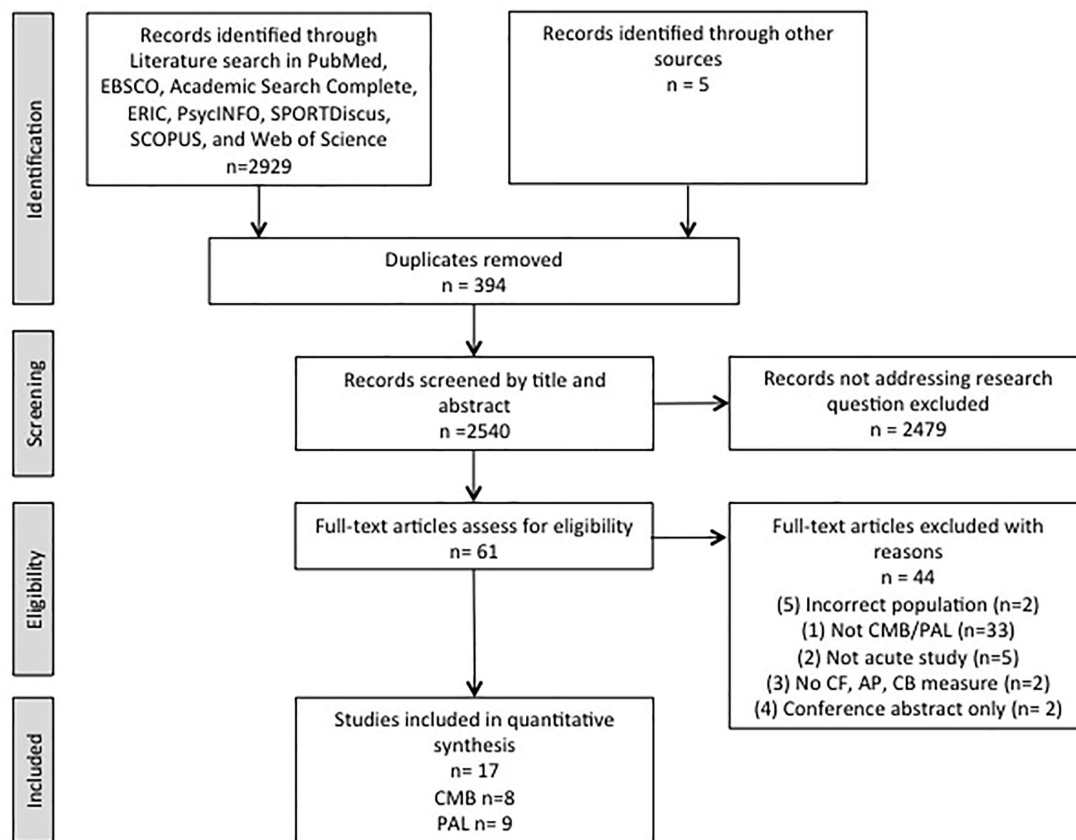 Identification
Records identified through
Literature search in PubMed,
EBSCO, Academic Search Complete,
ERIC, PsycINFO, SPORTDiscus,
SCOPUS, and Web of Science
n=2929
Records identified through other
sources
n = 5
Duplicates removed
n = 394
Screening
Records screened by title and
abstract
n =2540
Records not addressing research
question excluded
n = 2479
Eligibility
Full-text articles assess for eligibility
n= 61
Full-text articles excluded with
reasons
n = 44
(5) Incorrect population (n=2)
(1) Not CMB/PAL (n=33)
(2) Not acute study (n=5)
(3) No CF, AP, CB measure (n=2)
(4) Conference abstract only (n= 2)
Included
Studies included in quantitative
synthesis
n= 17
CMB n=8
PAL n= 9